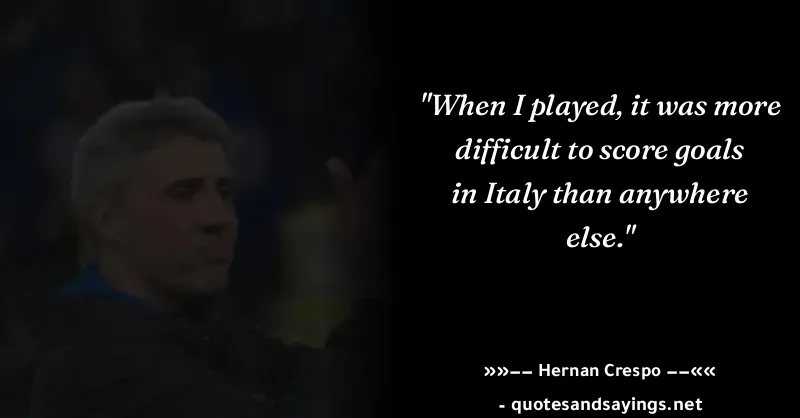 "When I played, it was more
difficult to score goals
in Italy than anywhere
else."
»»–– Hernan Crespo ––««
- quotesandsayings.net